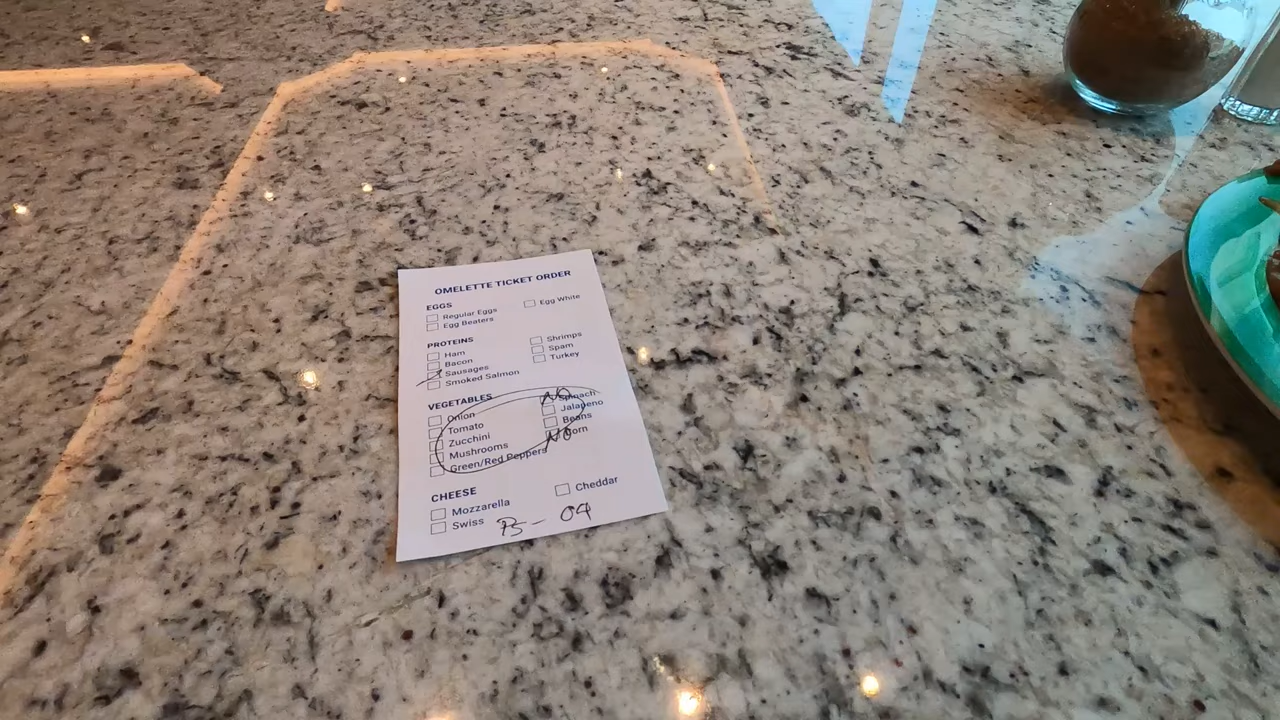 OMELETTE TICKET ORDER
EGGS
Regular Eggs
Egg White
Egg Beaters
PROTEINS
Ham
Shrimps
Bacon
Spam
Sausages
Turkey
Smoked Salmon
VEGETABLES
Onion
NO
Spinach
Tomato
Jalapeno
Zucchini
Beans
Mushrooms
NO
Corn
Green/Red Peppers
CHEESE
Mozzarella
Cheddar
Swiss
B - 04